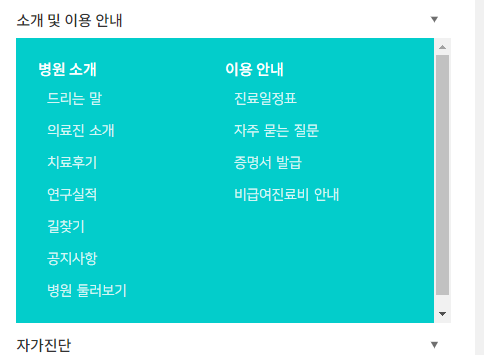 소개 및 이용 안내 ▼
병원 소개
드리는 말
의료진 소개
치료후기
연구실적
길찾기
공지사항
병원 둘러보기
이용 안내
진료일정표
자주 묻는 질문
증명서 발급
비급여진료비 안내
자가진단 ▼